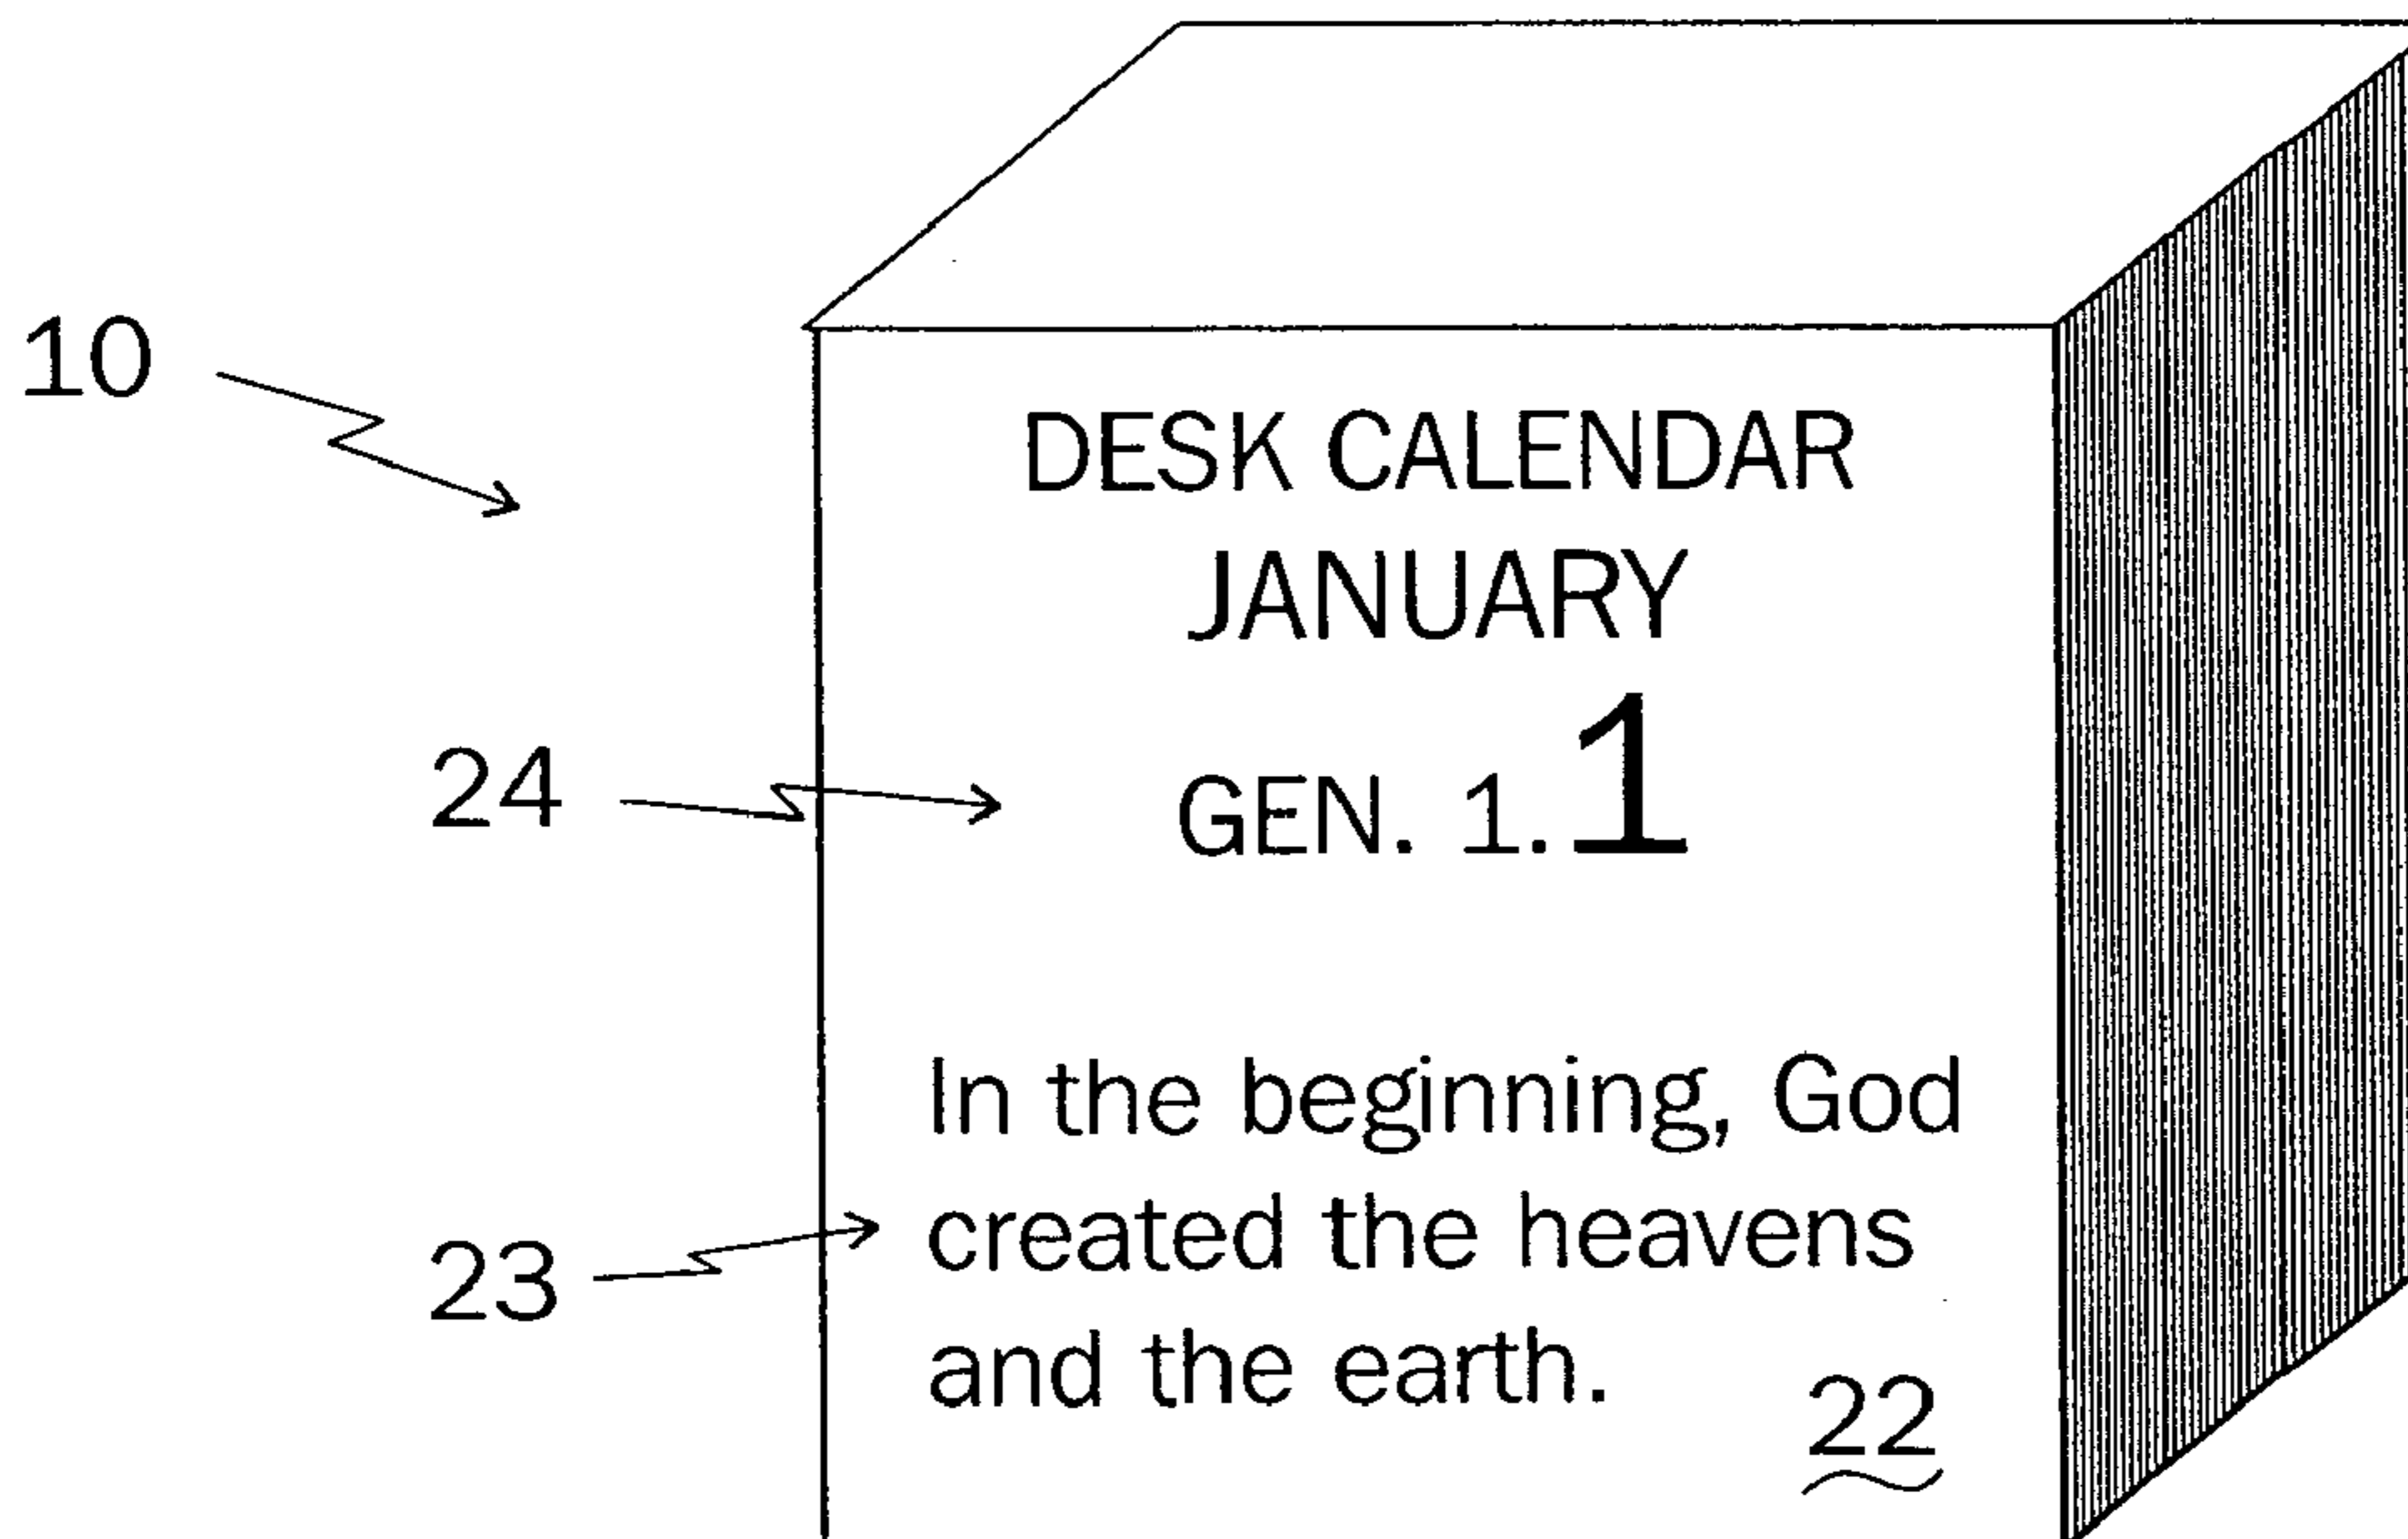 10
DESK CALENDAR
JANUARY
24
GEN. 1. 1
In the beginning, God
created the heavens
23
and the earth.
22